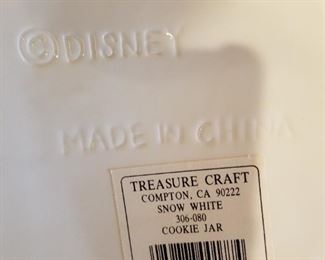 ©DISNEY
MADE IN CHINA
TREASURE CRAFT
COMPTON, CA 90222
SNOW WHITE
306-080
COOKIE JAR